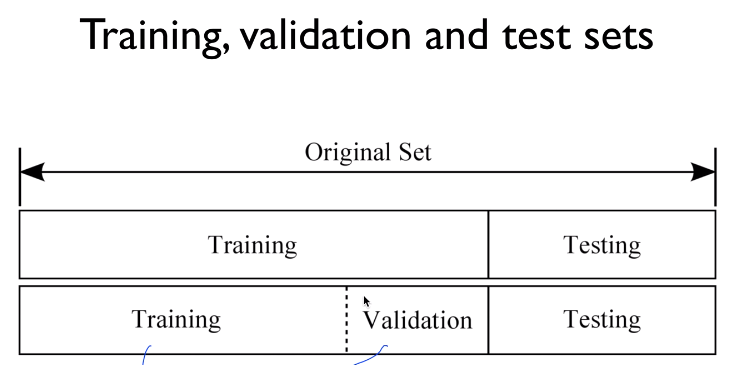 Training, validation and test sets
Original Set
Training Testing
Training Validation Testing